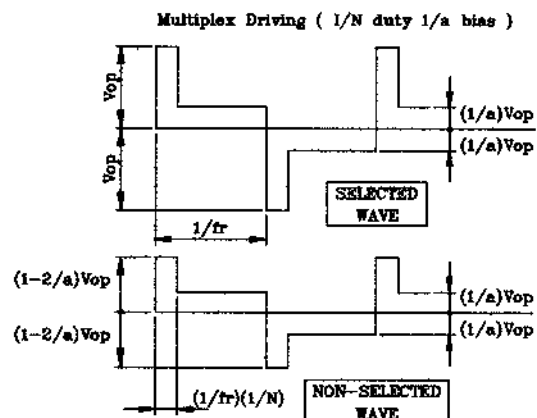 Multiplex Driving ( 1/N duty 1/a bias )
Vop
Vop
(1/a)Vop
(1/a)Vop
SELECTED
WAVE
1/fr
(1-2/a)Vop
(1-2/a)Vop
(1/a)Vop
(1/a)Vop
(1/fr)(1/N)
NON-SELECTED
WAVE